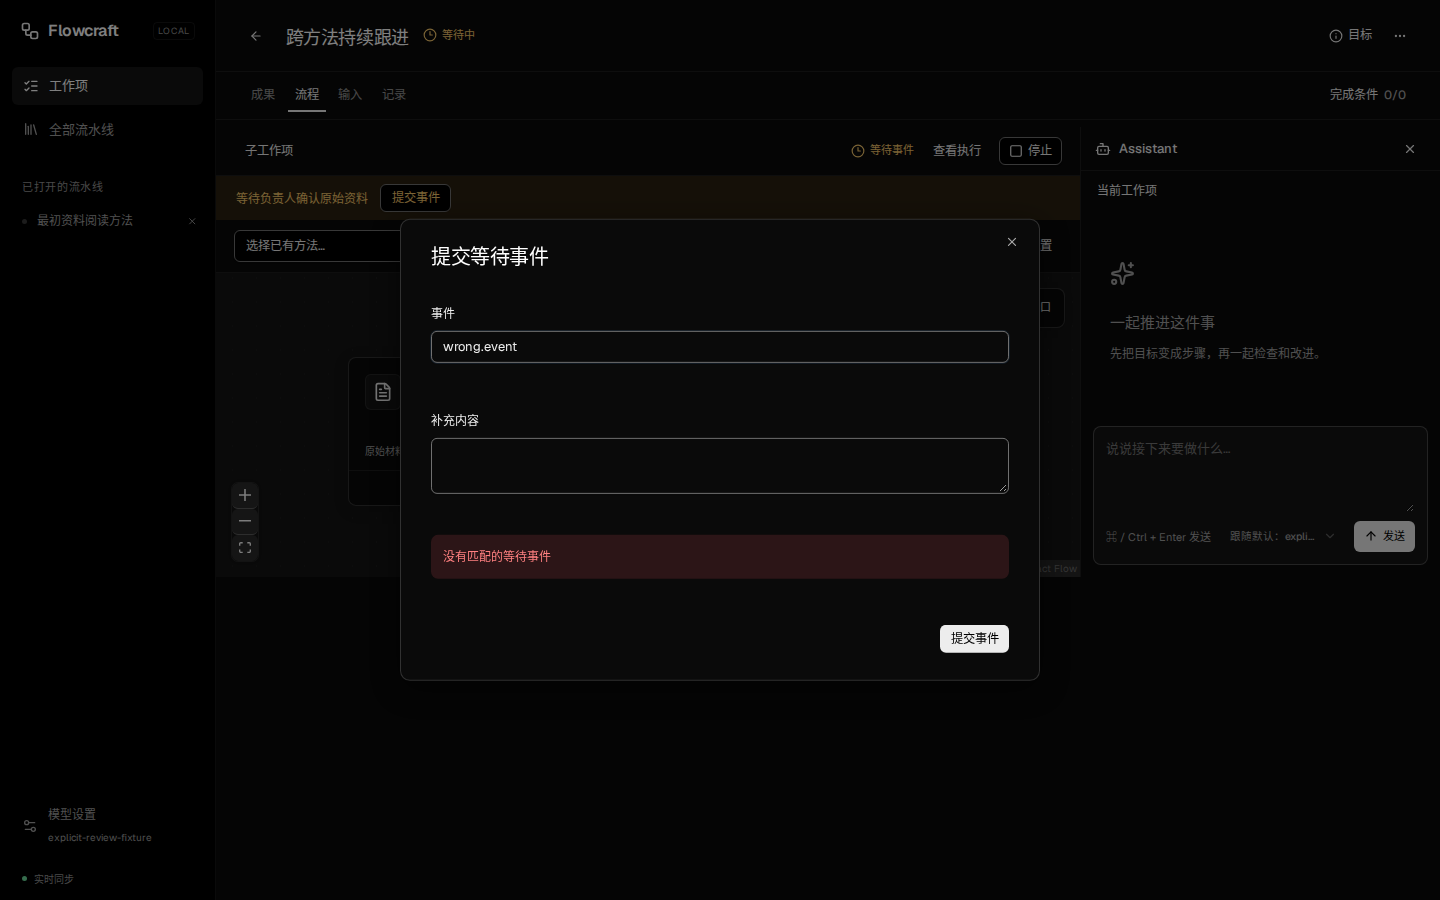 Flowcraft
LOCAL
工作项
全部流水线
已打开的流水线
最初资料阅读方法
模型设置
explicit-review-fixture
实时同步
跨方法持续跟进
等待中
目标
成果
流程
输入
记录
完成条件 0/0
子工作项
等待事件
查看执行
停止
等待负责人确认原始资料
提交事件
选择已有方法...
置
口
原始材料
ct Flow
提交等待事件
事件
wrong.event
补充内容
没有匹配的等待事件
提交事件
Assistant
当前工作项
一起推进这件事
先把目标变成步骤，再一起检查和改进。
说说接下来要做什么...
⌘ / Ctrl + Enter 发送
跟随默认：expli...
发送